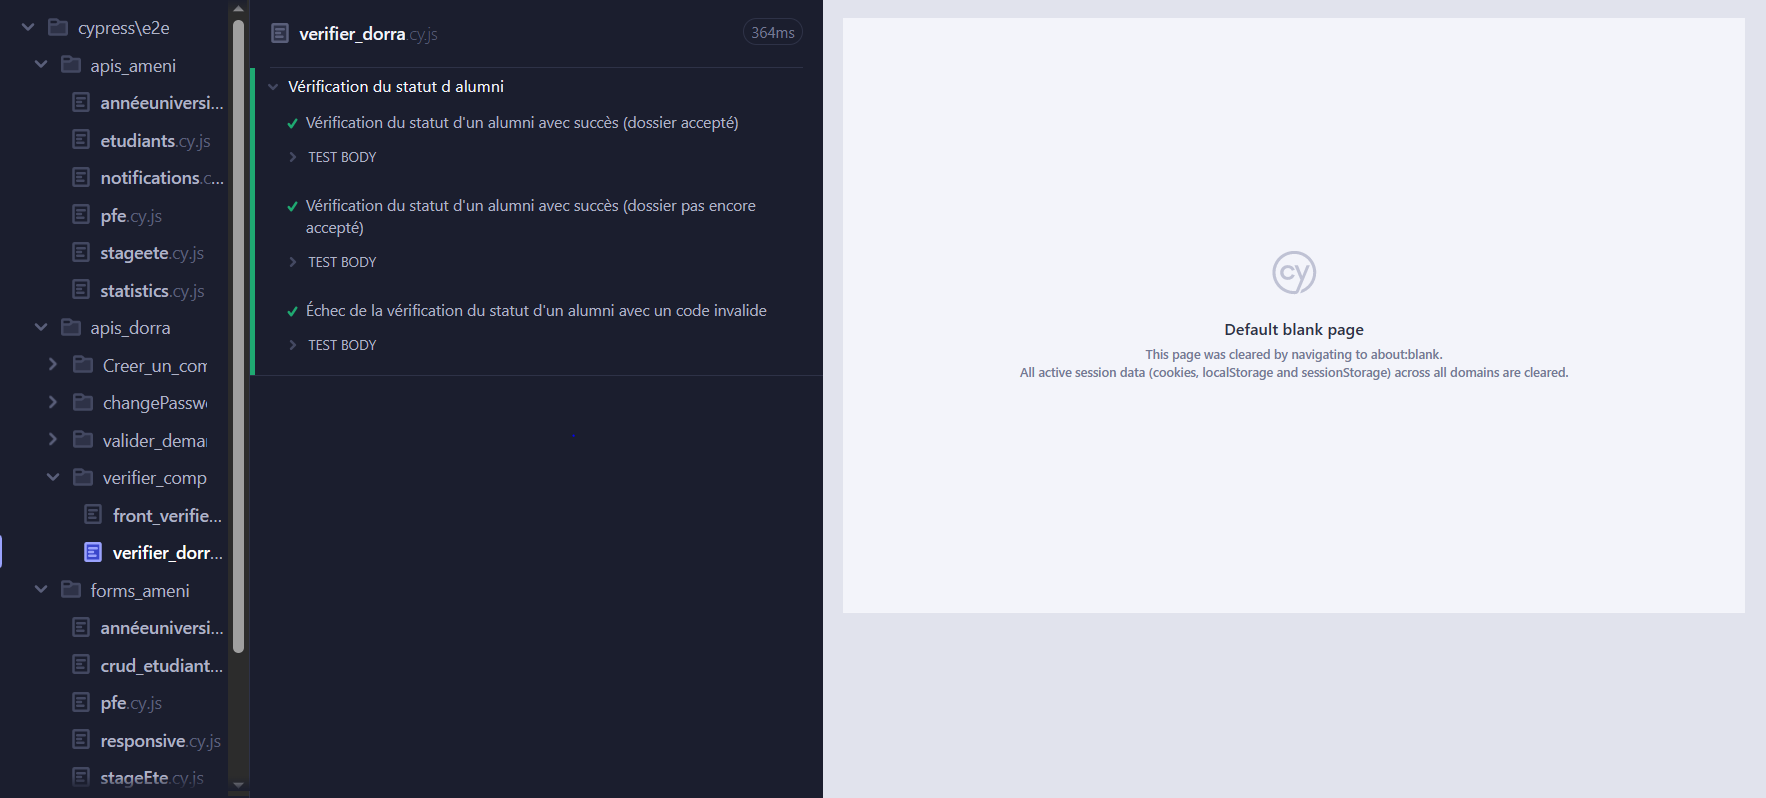 cypress\e2e
apis_ameni
annéeuniversi...
etudiants.cy.js
notifications.c...
pfe.cy.js
stageete.cy.js
statistics.cy.js
apis_dorra
Creer_un_com
changePassw
valider_dema
verifier_comp
front_verifie...
verifier_dorr...
forms_ameni
annéeuniversi...
crud_etudiant...
pfe.cy.js
responsive.cy.js
stageEte.cy.js
verifier_dorra.cy.js
364ms
Vérification du statut d alumni
Vérification du statut d'un alumni avec succès (dossier accepté)
TEST BODY
Vérification du statut d'un alumni avec succès (dossier pas encore
accepté)
TEST BODY
Échec de la vérification du statut d'un alumni avec un code invalide
TEST BODY
cy
Default blank page
This page was cleared by navigating to about:blank.
All active session data (cookies, localStorage and sessionStorage) across all domains are cleared.